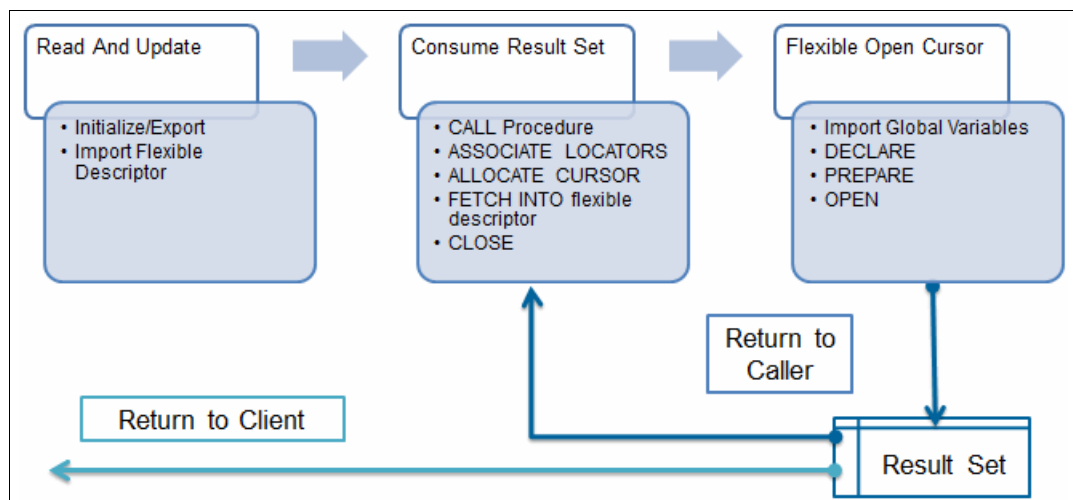 Read And Update
• Initialize/Export
• Import Flexible
Descriptor
Consume Result Set
• CALL Procedure
• ASSOCIATE LOCATORS
• ALLOCATE CURSOR
• FETCH INTO flexible
descriptor
• CLOSE
Flexible Open Cursor
• Import Global Variables
• DECLARE
• PREPARE
• OPEN
Return to
Caller
Return to Client
Result Set